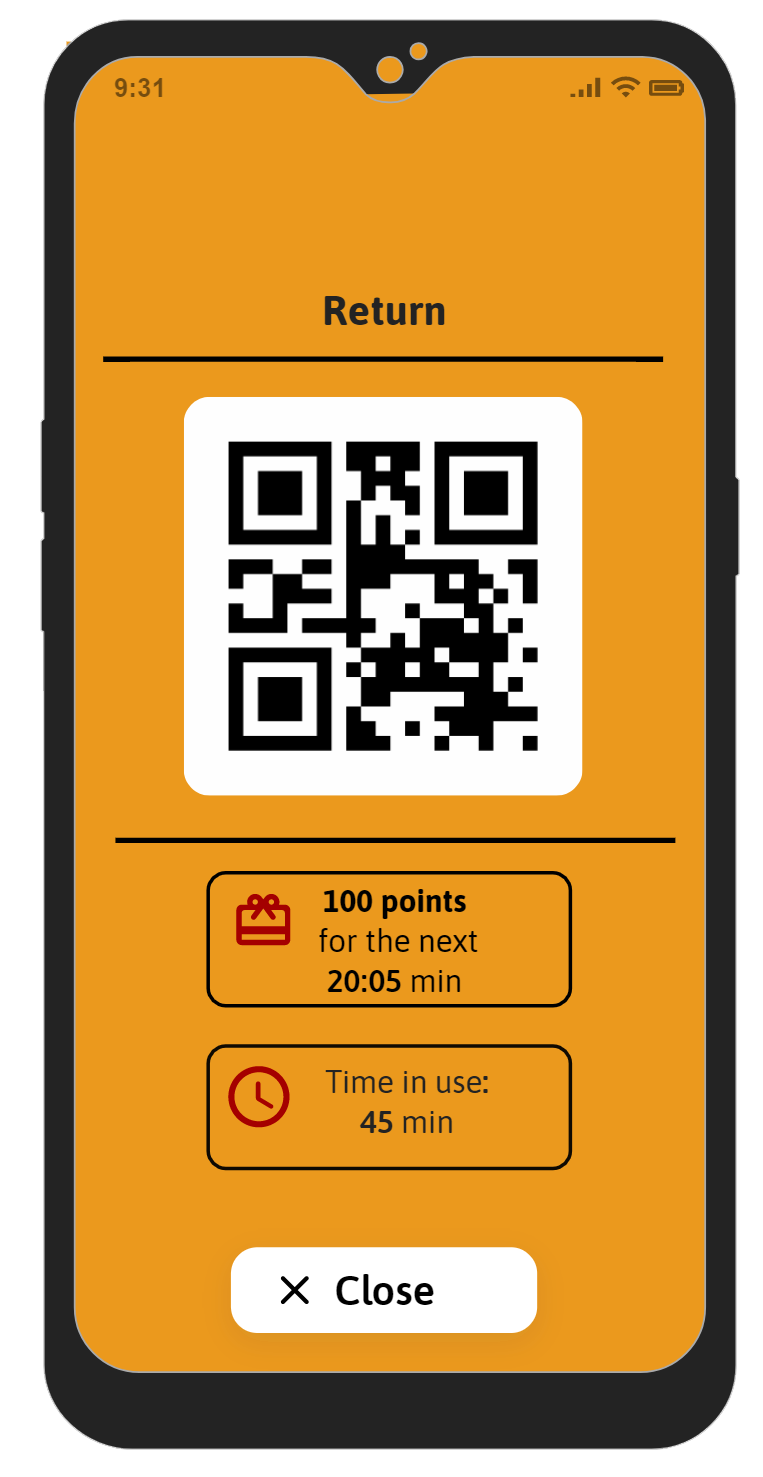 9:31
Return
100 points
for the next
20:05 min
Time in use:
45 min
Close